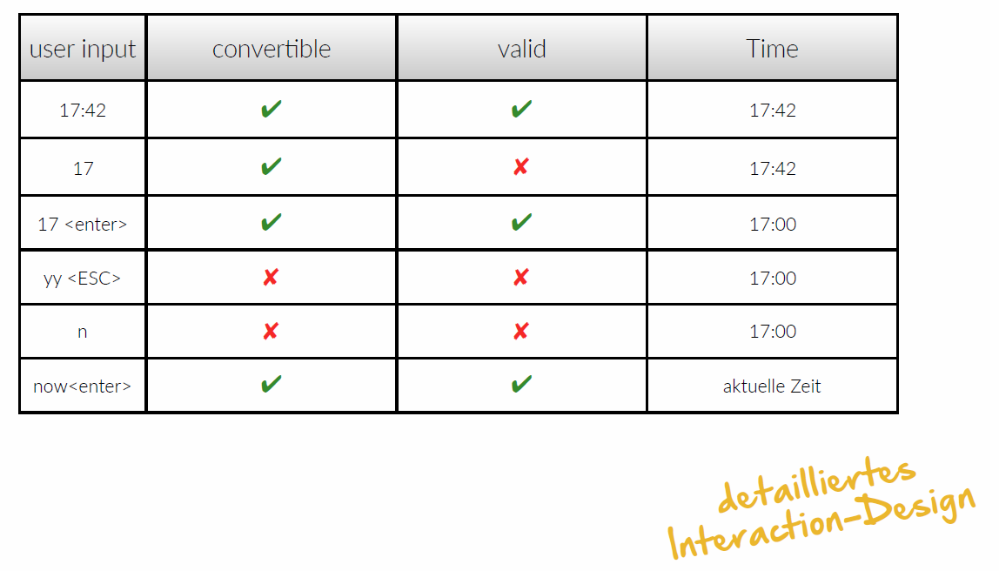 user input convertible valid Time
17:42 ✔ ✔ 17:42
17 ✔ ✘ 17:42
17 <enter> ✔ ✔ 17:00
yy <ESC> ✘ ✘ 17:00
n ✘ ✘ 17:00
now<enter> ✔ ✔ aktuelle Zeit
detailliertes
Interaction-Design